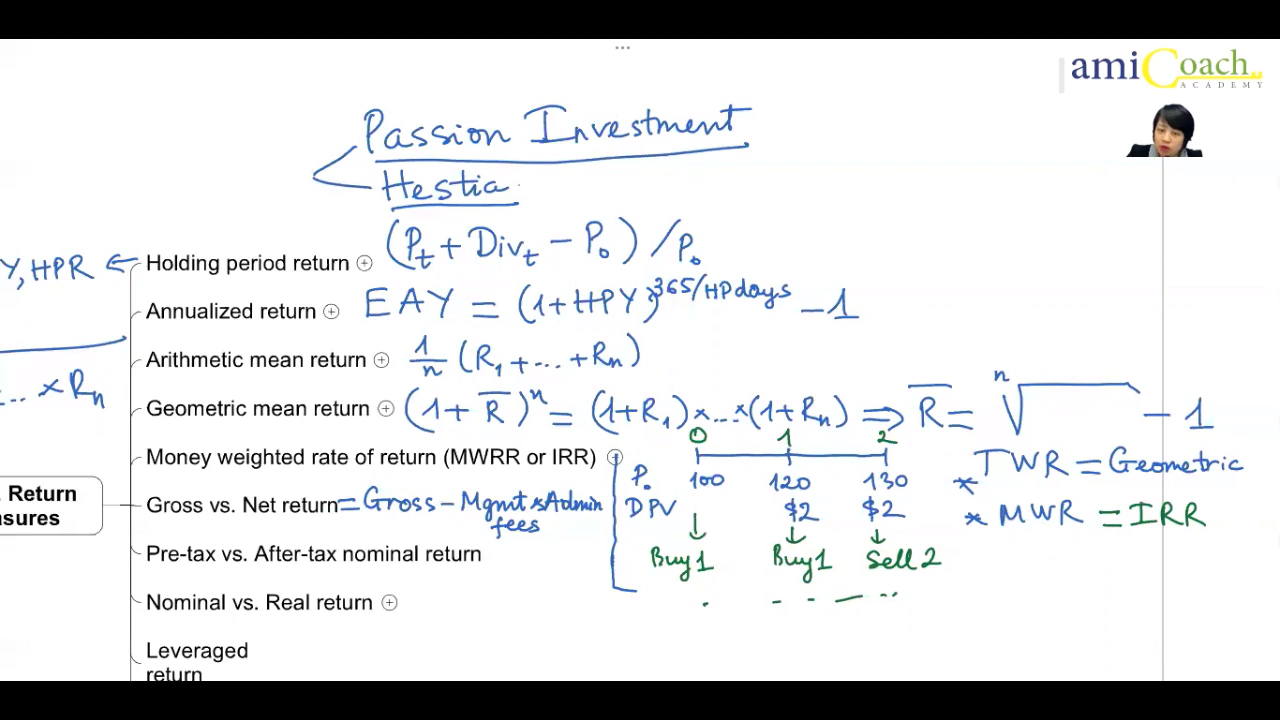 ami Coach
ACADEMY
Passion Investment
Hestia
Y, HPR ← Holding period return (Pt + Divt - P0) / P0
Annualized return EAY = (1+HPY)^365/HPdays - 1
Arithmetic mean return 1/n (R1 + ... + Rn)
... × Rn
Geometric mean return (1 + R̅)^n = (1+R1) × ... × (1+Rn) ⇒ R̅ = n√ - 1
0 1 2
Money weighted rate of return (MWRR or IRR)
P0 100 120 130
* TWR = Geometric
Return
Gross vs. Net return = Gross - Mgmt & Admin fees
DPV $2 $2
* MWR = IRR
Pre-tax vs. After-tax nominal return
Buy 1 Buy 1 Sell 2
Nominal vs. Real return
Leveraged
return